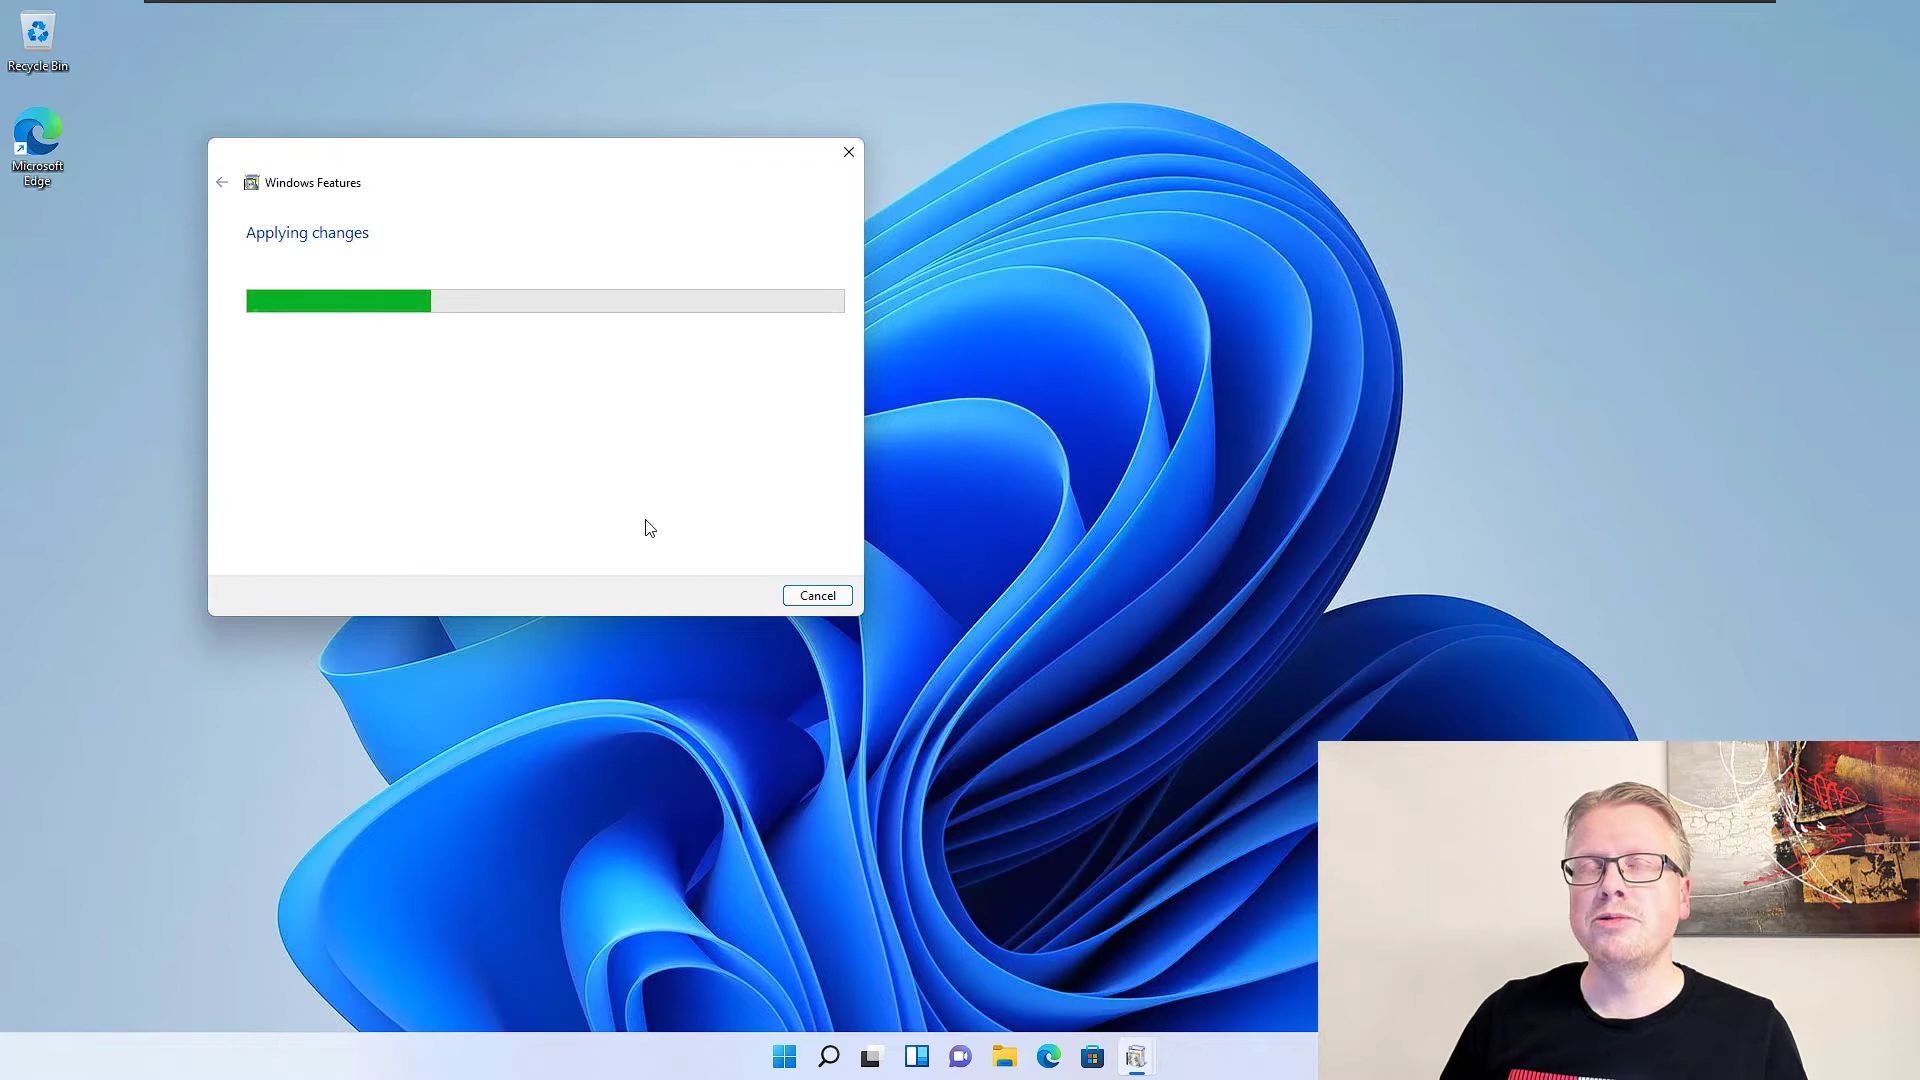 Recycle Bin
Microsoft
Edge
Windows Features
Applying changes
Cancel